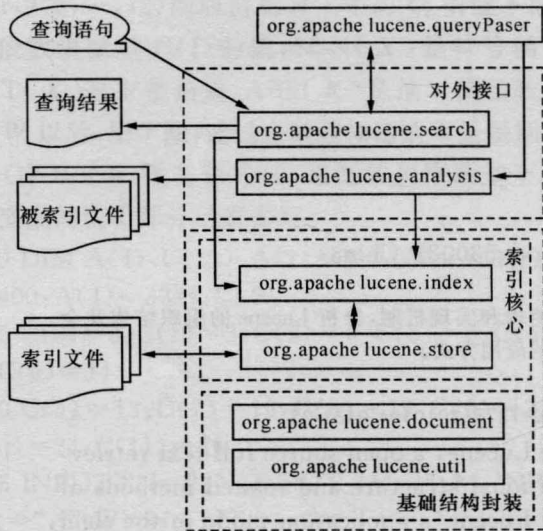 查询语句
org.apache lucene.queryPaser
对外接口
查询结果
org.apache lucene.search
org.apache lucene.analysis
被索引文件
索引核心
org.apache lucene.index
索引文件
org.apache lucene.store
org.apache lucene.document
org.apache lucene.util
基础结构封装